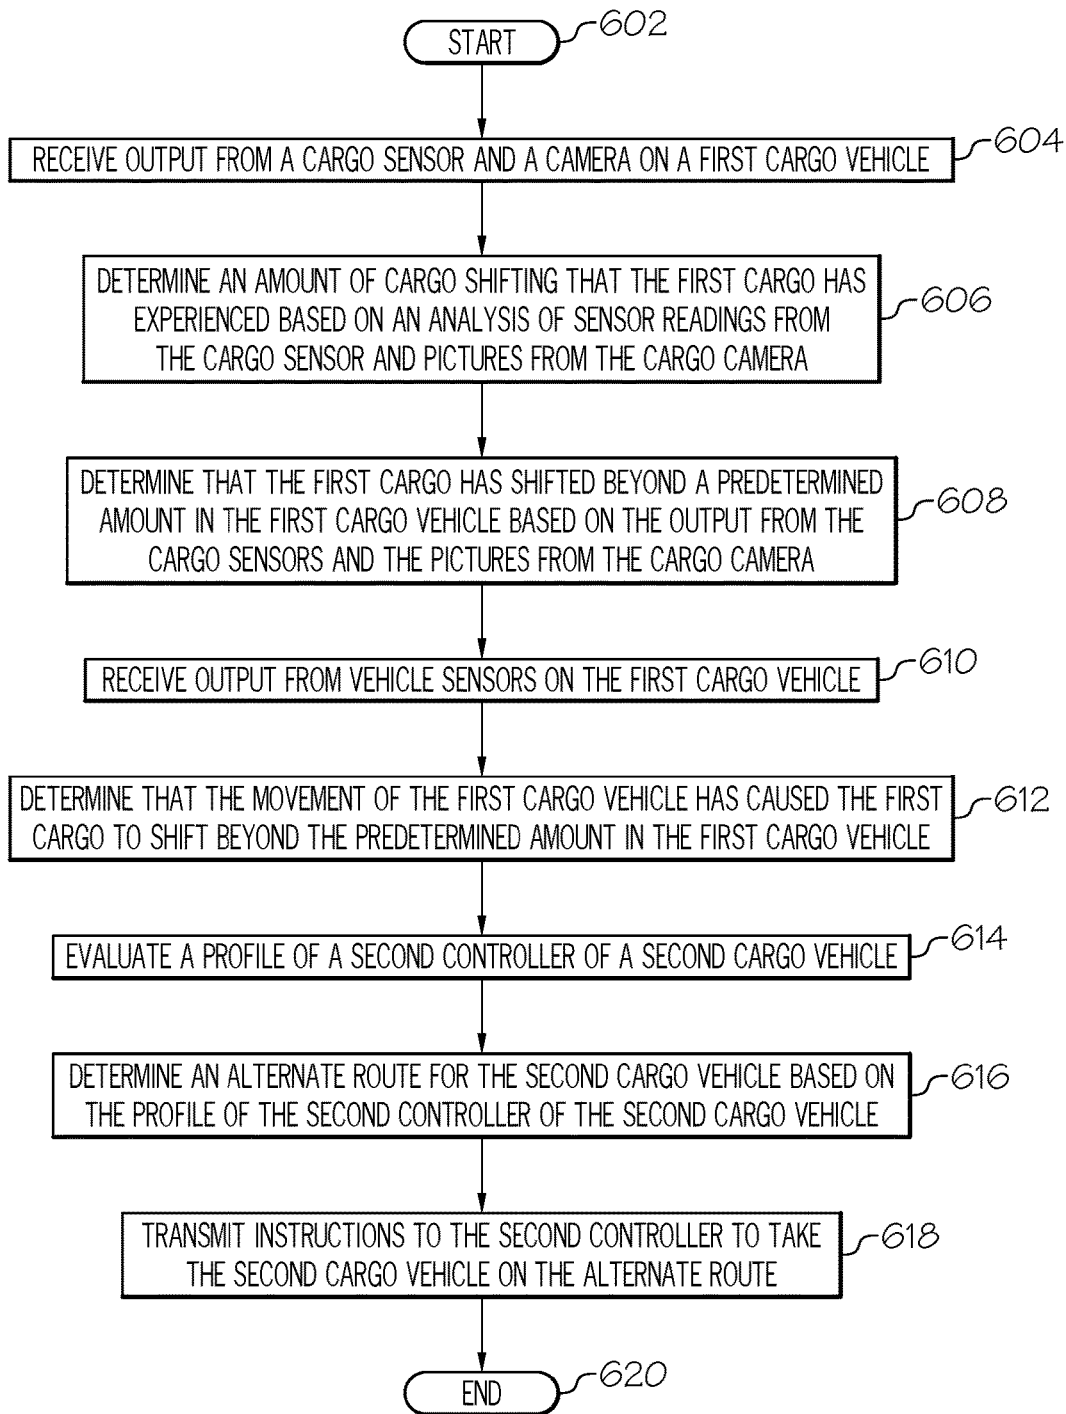 START
602
RECEIVE OUTPUT FROM A CARGO SENSOR AND A CAMERA ON A FIRST CARGO VEHICLE
604
DETERMINE AN AMOUNT OF CARGO SHIFTING THAT THE FIRST CARGO HAS
EXPERIENCED BASED ON AN ANALYSIS OF SENSOR READINGS FROM
THE CARGO SENSOR AND PICTURES FROM THE CARGO CAMERA
606
DETERMINE THAT THE FIRST CARGO HAS SHIFTED BEYOND A PREDETERMINED
AMOUNT IN THE FIRST CARGO VEHICLE BASED ON THE OUTPUT FROM THE
CARGO SENSORS AND THE PICTURES FROM THE CARGO CAMERA
608
RECEIVE OUTPUT FROM VEHICLE SENSORS ON THE FIRST CARGO VEHICLE
610
DETERMINE THAT THE MOVEMENT OF THE FIRST CARGO VEHICLE HAS CAUSED THE FIRST
CARGO TO SHIFT BEYOND THE PREDETERMINED AMOUNT IN THE FIRST CARGO VEHICLE
612
EVALUATE A PROFILE OF A SECOND CONTROLLER OF A SECOND CARGO VEHICLE
614
DETERMINE AN ALTERNATE ROUTE FOR THE SECOND CARGO VEHICLE BASED ON
THE PROFILE OF THE SECOND CONTROLLER OF THE SECOND CARGO VEHICLE
616
TRANSMIT INSTRUCTIONS TO THE SECOND CONTROLLER TO TAKE
THE SECOND CARGO VEHICLE ON THE ALTERNATE ROUTE
618
END
620